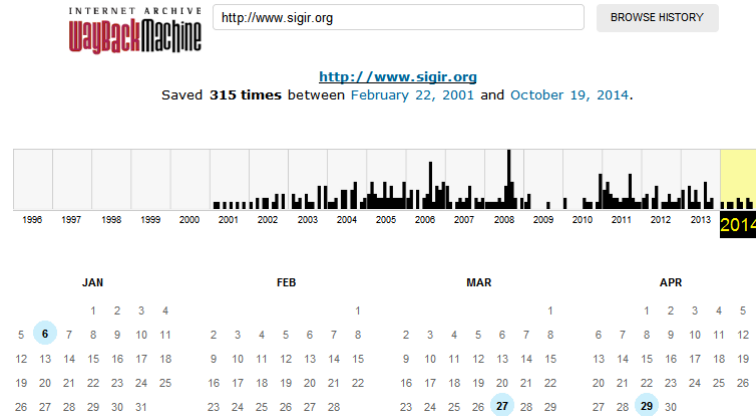 INTERNET ARCHIVE
WayBackMachine
http://www.sigir.org
BROWSE HISTORY
http://www.sigir.org
Saved 315 times between February 22, 2001 and October 19, 2014.
1996 1997 1998 1999 2000 2001 2002 2003 2004 2005 2006 2007 2008 2009 2010 2011 2012 2013 2014
JAN FEB MAR APR
1 2 3 4 1 1 1 2 3 4 5
5 6 7 8 9 10 11 2 3 4 5 6 7 8 2 3 4 5 6 7 8 6 7 8 9 10 11 12
12 13 14 15 16 17 18 9 10 11 12 13 14 15 9 10 11 12 13 14 15 13 14 15 16 17 18 19
19 20 21 22 23 24 25 16 17 18 19 20 21 22 16 17 18 19 20 21 22 20 21 22 23 24 25 26
26 27 28 29 30 31 23 24 25 26 27 28 23 24 25 26 27 28 29 27 28 29 30